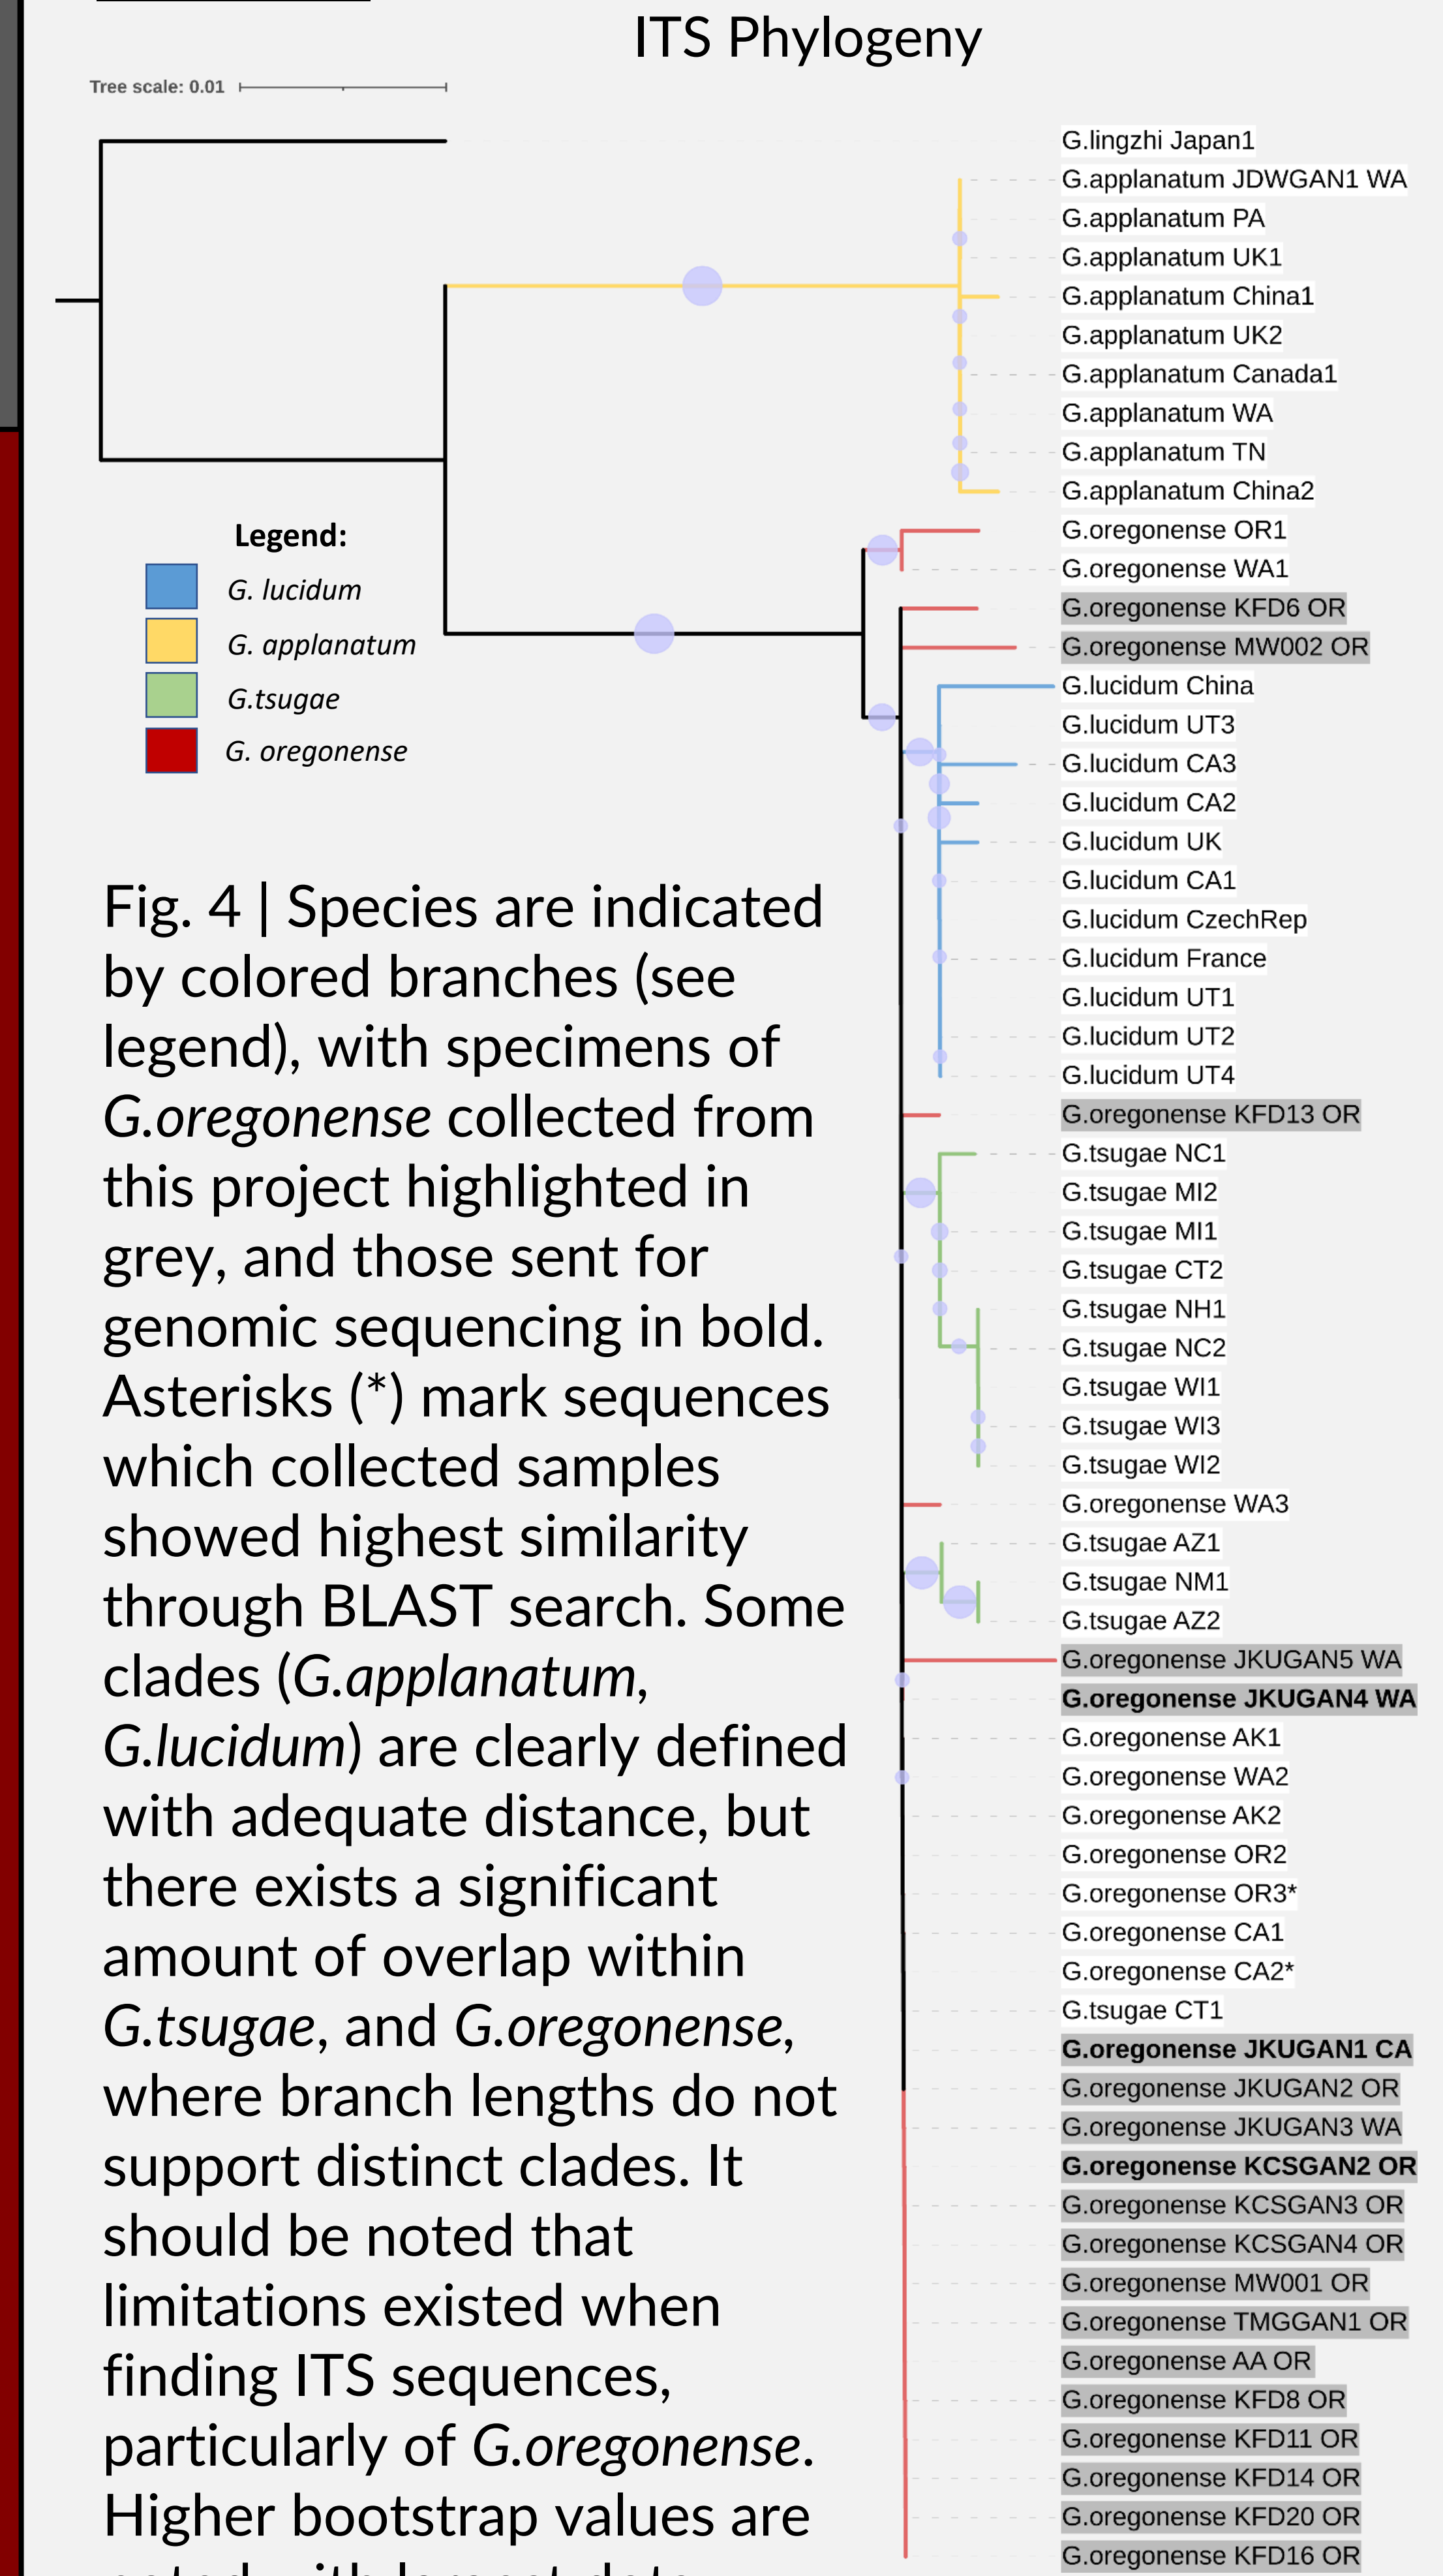 ITS Phylogeny
Tree scale: 0.01
G.lingzhi Japan1
G.applanatum JDWGAN1 WA
G.applanatum PA
G.applanatum UK1
G.applanatum China1
G.applanatum UK2
G.applanatum Canada1
G.applanatum WA
G.applanatum TN
G.applanatum China2
G.oregonense OR1
G.oregonense WA1
G.oregonense KFD6 OR
G.oregonense MW002 OR
G.lucidum China
G.lucidum UT3
G.lucidum CA3
G.lucidum CA2
G.lucidum UK
G.lucidum CA1
G.lucidum CzechRep
G.lucidum France
G.lucidum UT1
G.lucidum UT2
G.lucidum UT4
G.oregonense KFD13 OR
G.tsugae NC1
G.tsugae MI2
G.tsugae MI1
G.tsugae CT2
G.tsugae NH1
G.tsugae NC2
G.tsugae WI1
G.tsugae WI3
G.tsugae WI2
G.oregonense WA3
G.tsugae AZ1
G.tsugae NM1
G.tsugae AZ2
G.oregonense JKUGAN5 WA
G.oregonense JKUGAN4 WA
G.oregonense AK1
G.oregonense WA2
G.oregonense AK2
G.oregonense OR2
G.oregonense OR3*
G.oregonense CA1
G.oregonense CA2*
G.tsugae CT1
G.oregonense JKUGAN1 CA
G.oregonense JKUGAN2 OR
G.oregonense JKUGAN3 WA
G.oregonense KCSGAN2 OR
G.oregonense KCSGAN3 OR
G.oregonense KCSGAN4 OR
G.oregonense MW001 OR
G.oregonense TMGGAN1 OR
G.oregonense AA OR
G.oregonense KFD8 OR
G.oregonense KFD11 OR
G.oregonense KFD14 OR
G.oregonense KFD20 OR
G.oregonense KFD16 OR
Legend:
G. lucidum
G. applanatum
G.tsugae
G. oregonense
Fig. 4 | Species are indicated
by colored branches (see
legend), with specimens of
G.oregonense collected from
this project highlighted in
grey, and those sent for
genomic sequencing in bold.
Asterisks (*) mark sequences
which collected samples
showed highest similarity
through BLAST search. Some
clades (G.applanatum,
G.lucidum) are clearly defined
with adequate distance, but
there exists a significant
amount of overlap within
G.tsugae, and G.oregonense,
where branch lengths do not
support distinct clades. It
should be noted that
limitations existed when
finding ITS sequences,
particularly of G.oregonense.
Higher bootstrap values are